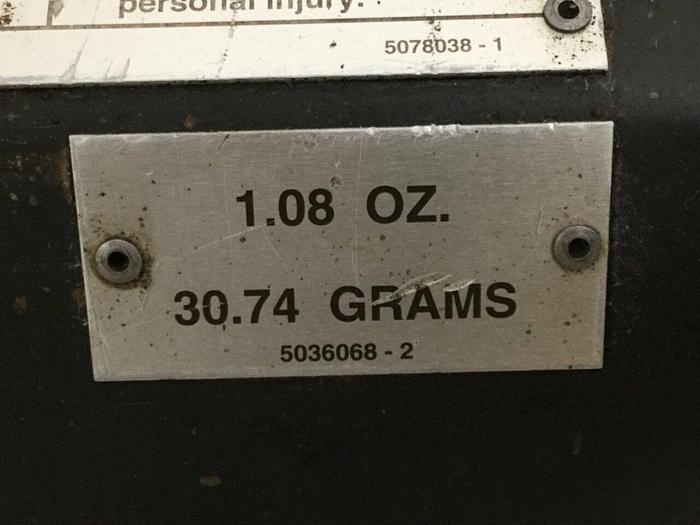 personal injury.
5078038 - 1
1.08 OZ.
30.74 GRAMS
5036068 - 2